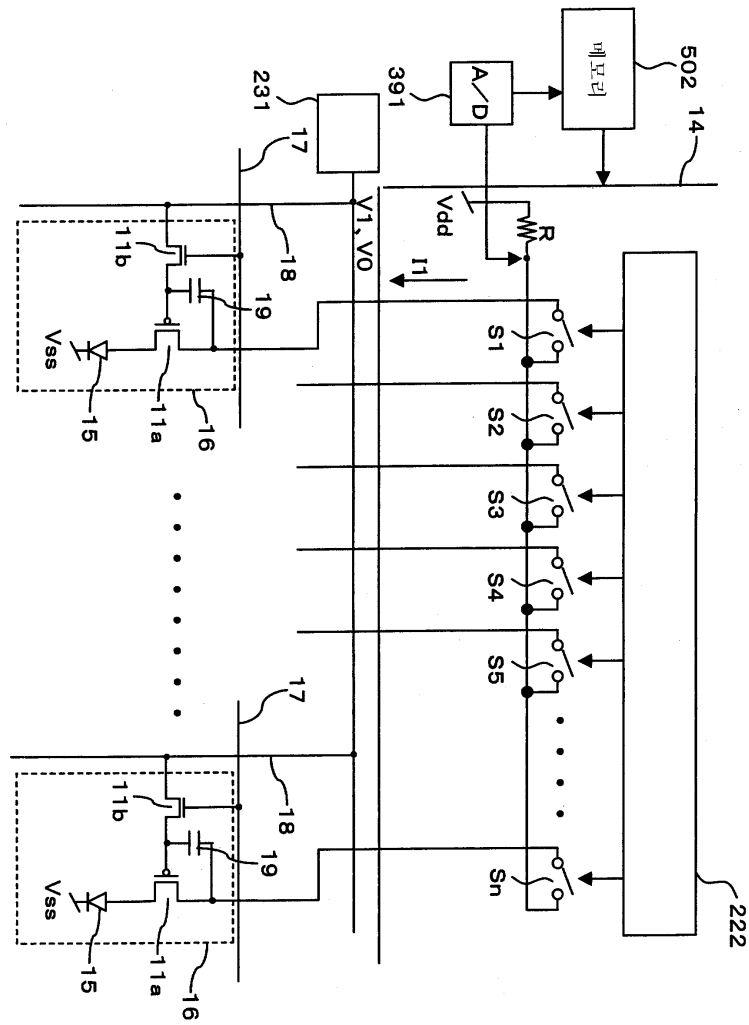 222
502
14
메모리
R
S1
S2
S3
S4
S5
Sn
A/D
391
Vdd
I1
V1、V0
17
17
18
18
231
19
19
16
16
11b
11a
11b
11a
15
15
Vss
Vss